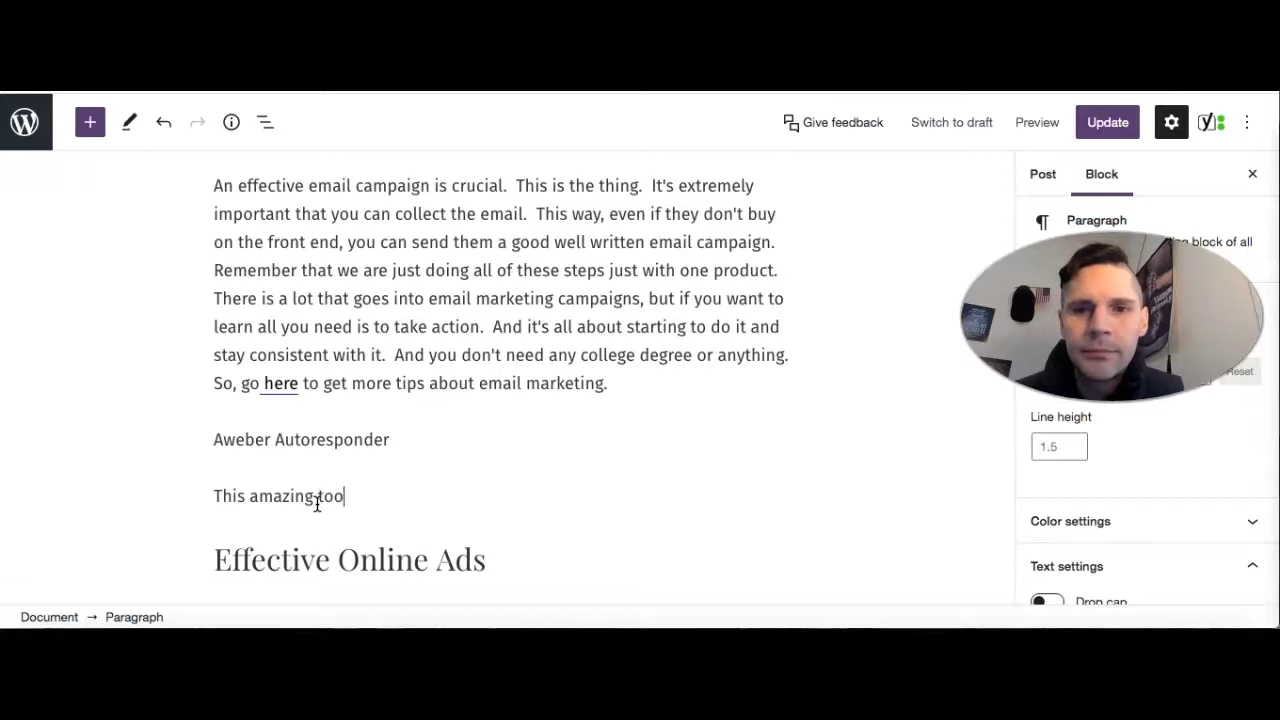 Give feedback
Switch to draft
Preview
Update
An effective email campaign is crucial.  This is the thing.  It's extremely
important that you can collect the email.  This way, even if they don't buy
on the front end, you can send them a good well written email campaign.
Remember that we are just doing all of these steps just with one product.
There is a lot that goes into email marketing campaigns, but if you want to
learn all you need is to take action.  And it's all about starting to do it and
stay consistent with it.  And you don't need any college degree or anything.
So, go here to get more tips about email marketing.
Aweber Autoresponder
This amazing too
Effective Online Ads
Post
Block
Paragraph
block of all
Reset
Line height
1.5
Color settings
Text settings
Drop cap
Document → Paragraph